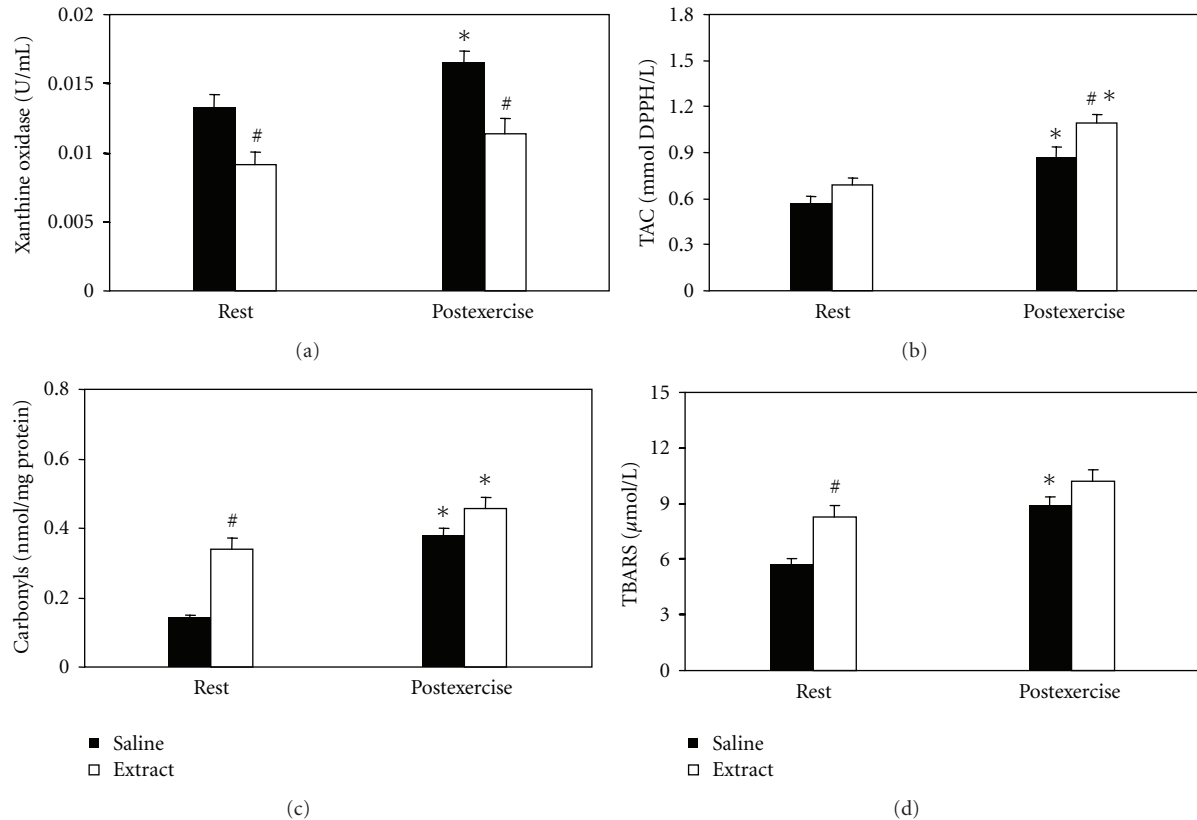 Xanthine oxidase (U/mL)
0.02
0.015
0.01
0.005
0
#
*
#
Rest
Postexercise
(a)
TAC (mmol DPPH/L)
1.8
1.5
1.2
0.9
0.6
0.3
0
*
# *
Rest
Postexercise
(b)
Carbonyls (nmol/mg protein)
0.8
0.6
0.4
0.2
0
#
*
*
Rest
Postexercise
Saline
Extract
(c)
TBARS (μmol/L)
15
12
9
6
3
0
#
*
Rest
Postexercise
Saline
Extract
(d)